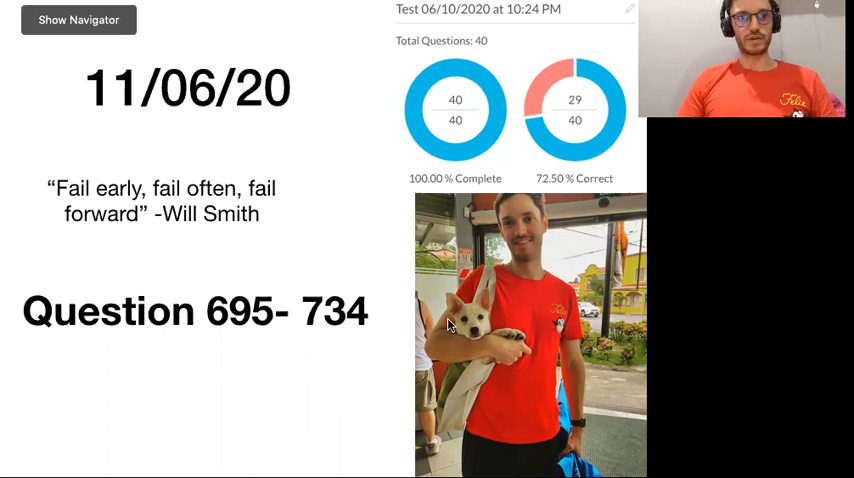 Show Navigator
11/06/20
“Fail early, fail often, fail
forward” -Will Smith
Question 695- 734
Test 06/10/2020 at 10:24 PM
Total Questions: 40
40
40
100.00 % Complete
29
40
72.50 % Correct
Felix
Felix